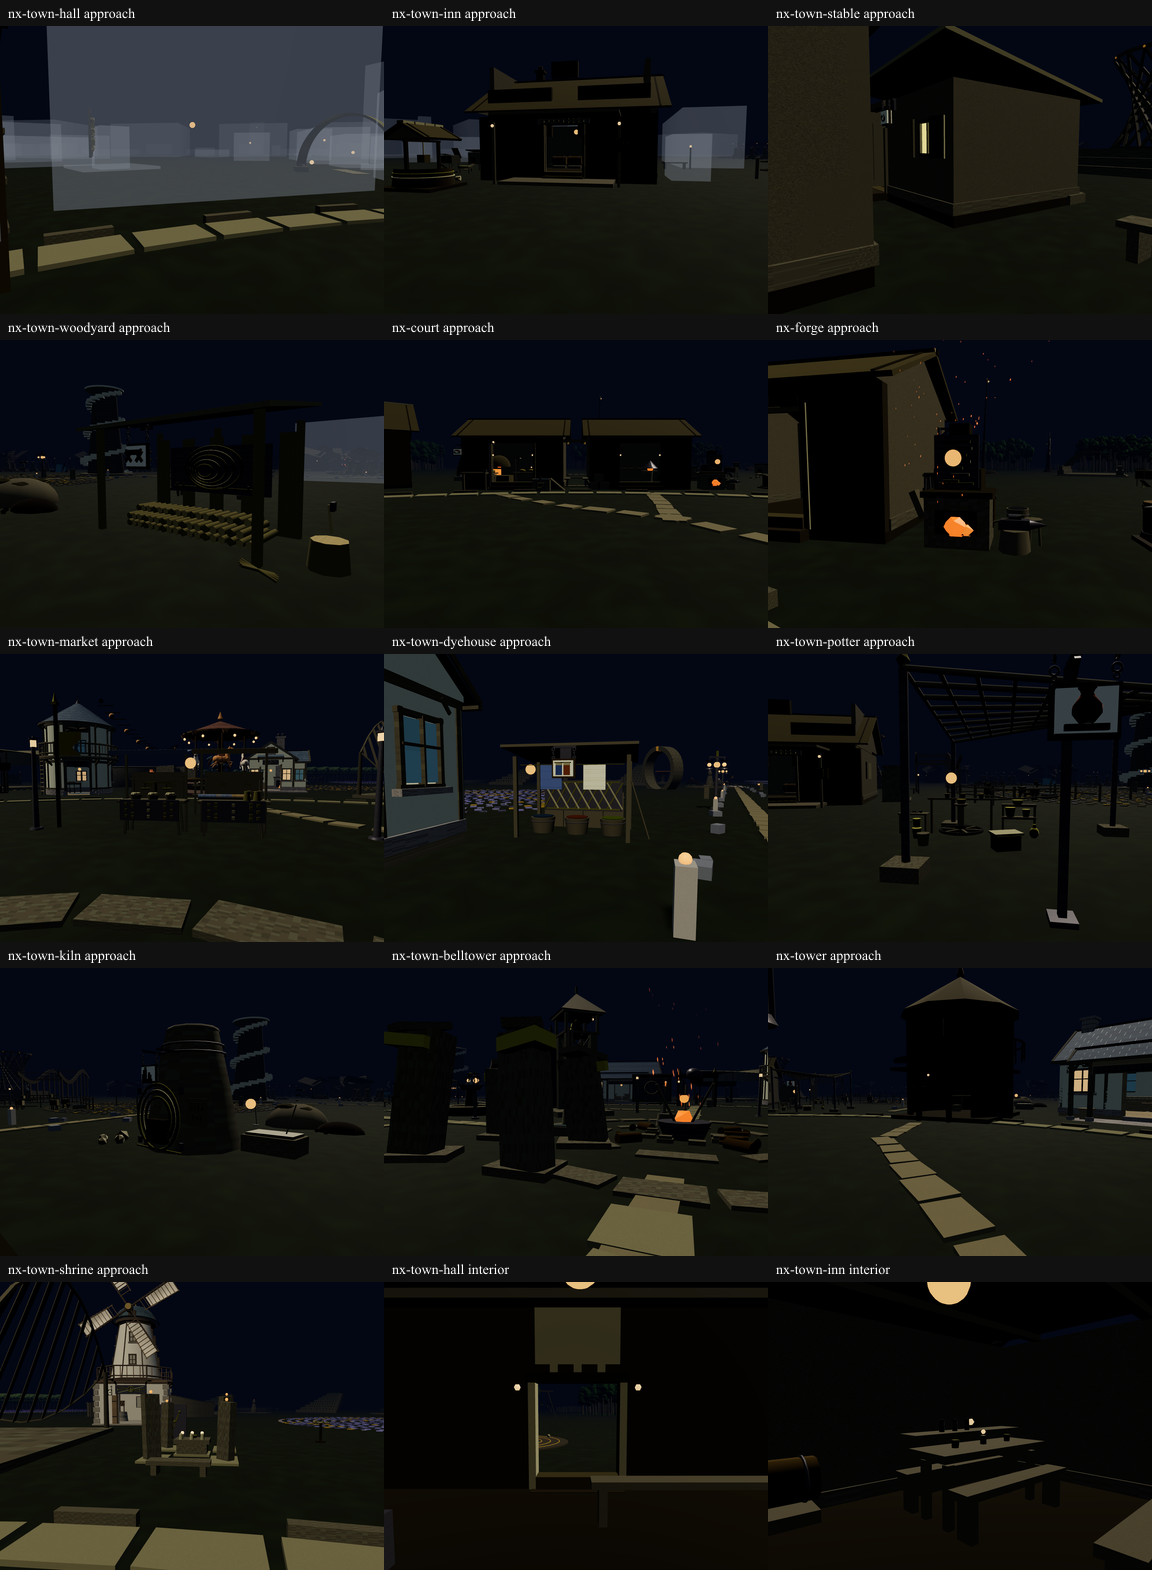 nx-town-hall approach
nx-town-inn approach
nx-town-stable approach
nx-town-woodyard approach
nx-court approach
nx-forge approach
nx-town-market approach
nx-town-dyehouse approach
nx-town-potter approach
nx-town-kiln approach
nx-town-belltower approach
nx-tower approach
nx-town-shrine approach
nx-town-hall interior
nx-town-inn interior